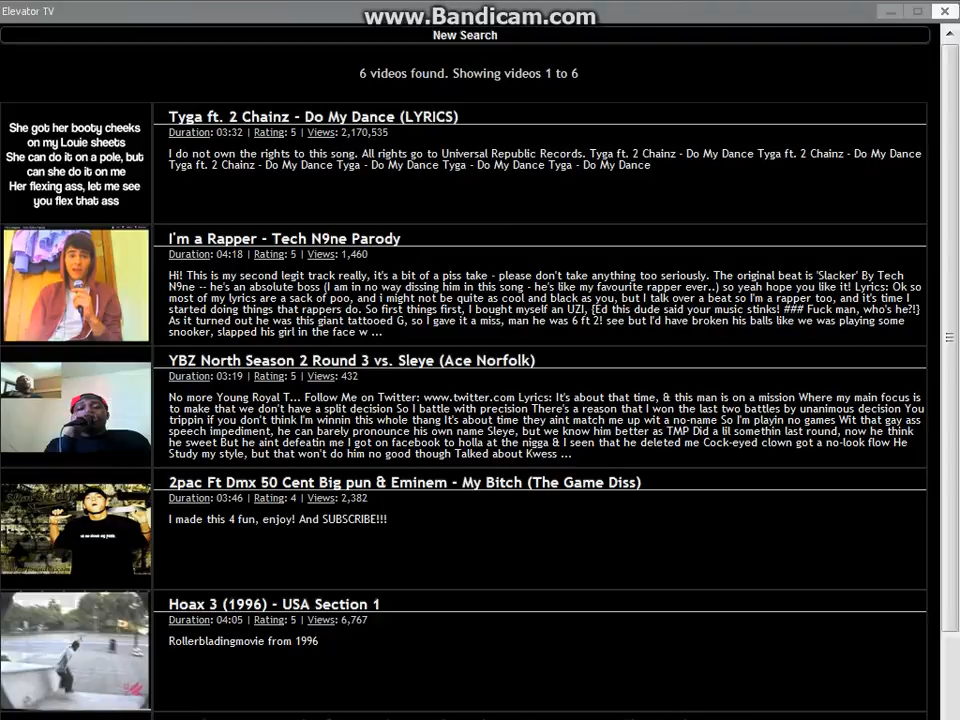 Elevator TV
www.Bandicam.com
New Search
6 videos found. Showing videos 1 to 6
She got her booty cheeks
on my Louie sheets
She can do it on a pole, but
can she do it on me
Her flexing ass, let me see
you flex that ass
Tyga ft. 2 Chainz - Do My Dance (LYRICS)
Duration: 03:32 | Rating: 5 | Views: 2,170,535
I do not own the rights to this song. All rights go to Universal Republic Records. Tyga ft. 2 Chainz - Do My Dance Tyga ft. 2 Chainz - Do My Dance
Tyga ft. 2 Chainz - Do My Dance Tyga - Do My Dance Tyga - Do My Dance Tyga - Do My Dance
I'm a Rapper - Tech N9ne Parody
Duration: 04:18 | Rating: 5 | Views: 1,460
Hi! This is my second legit track really, it's a bit of a piss take - please don't take anything too seriously. The original beat is 'Slacker' By Tech
N9ne -- he's an absolute boss (I am in no way dissing him in this song - he's like my favourite rapper ever..) so yeah hope you like it! Lyrics: Ok so
most of my lyrics are a sack of poo, and i might not be quite as cool and black as you, but I talk over a beat so I'm a rapper too, and it's time I
started doing things that rappers do. So first things first, I bought myself an UZI, {Ed this dude said your music stinks! ### Fuck man, who's he?!}
As it turned out he was this giant tattooed G, so I gave it a miss, man he was 6 ft 2! see but I'd have broken his balls like we was playing some
snooker, slapped his girl in the face w ...
YBZ North Season 2 Round 3 vs. Sleye (Ace Norfolk)
Duration: 03:19 | Rating: 5 | Views: 432
No more Young Royal T... Follow Me on Twitter: www.twitter.com Lyrics: It's about that time, & this man is on a mission Where my main focus is
to make that we don't have a split decision So I battle with precision There's a reason that I won the last two battles by unanimous decision You
trippin if you don't think I'm winnin this whole thang It's about time they aint match me up wit a no-name So I'm playin no games Wit that gay ass
speech impediment, he can barely pronounce his own name Sleye, but we know him better as TMP Did a lil somethin last round, now he think
he sweet But he aint defeatin me I got on facebook to holla at the nigga & I seen that he deleted me Cock-eyed clown got a no-look flow He
Study my style, but that won't do him no good though Talked about Kwess ...
2pac Ft Dmx 50 Cent Big pun & Eminem - My Bitch (The Game Diss)
Duration: 03:46 | Rating: 4 | Views: 2,382
I made this 4 fun, enjoy! And SUBSCRIBE!!!
Hoax 3 (1996) - USA Section 1
Duration: 04:05 | Rating: 5 | Views: 6,767
Rollerbladingmovie from 1996